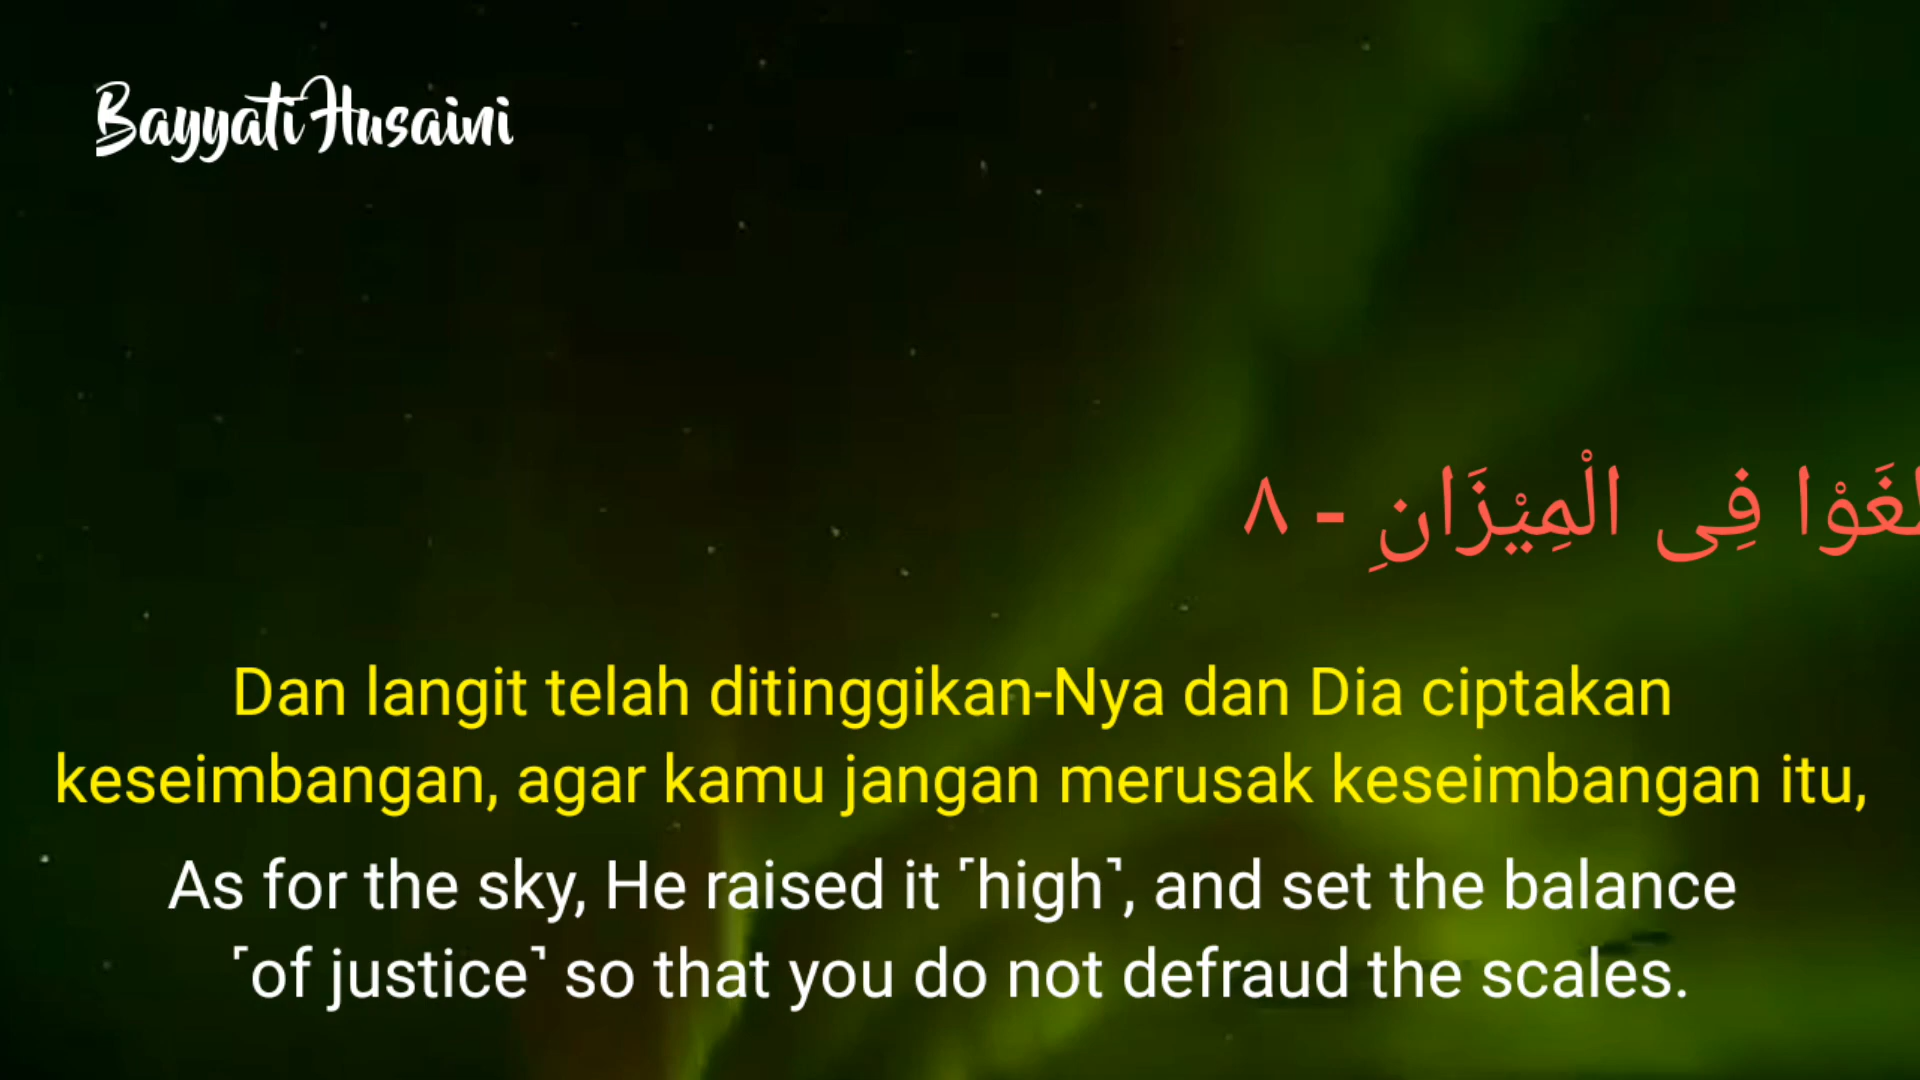 Bayyati Husaini
فِى الْمِيْزَانِ - ٨
Dan langit telah ditinggikan-Nya dan Dia ciptakan
keseimbangan, agar kamu jangan merusak keseimbangan itu,
As for the sky, He raised it ˹high˺, and set the balance
˹of justice˺ so that you do not defraud the scales.